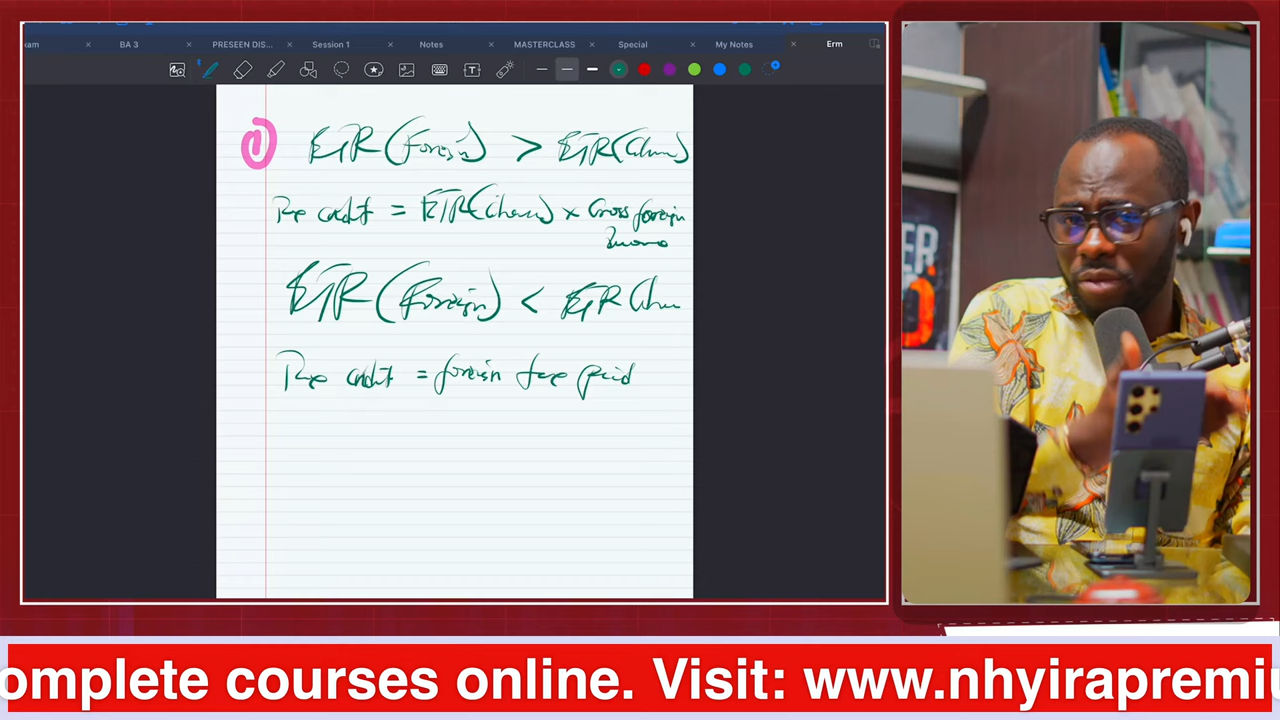 BA 3
PRESEEN DIS...
Session 1
Notes
MASTERCLASS
Special
My Notes
Erm
①
ETR (Foreign) > ETR (Ghana)
Tax credit = ETR (Ghana) × Gross foreign
Income
ETR (Foreign) < ETR (Ghana
Tax credit = foreign tax paid
omplete courses online. Visit: www.nhyirapremiu